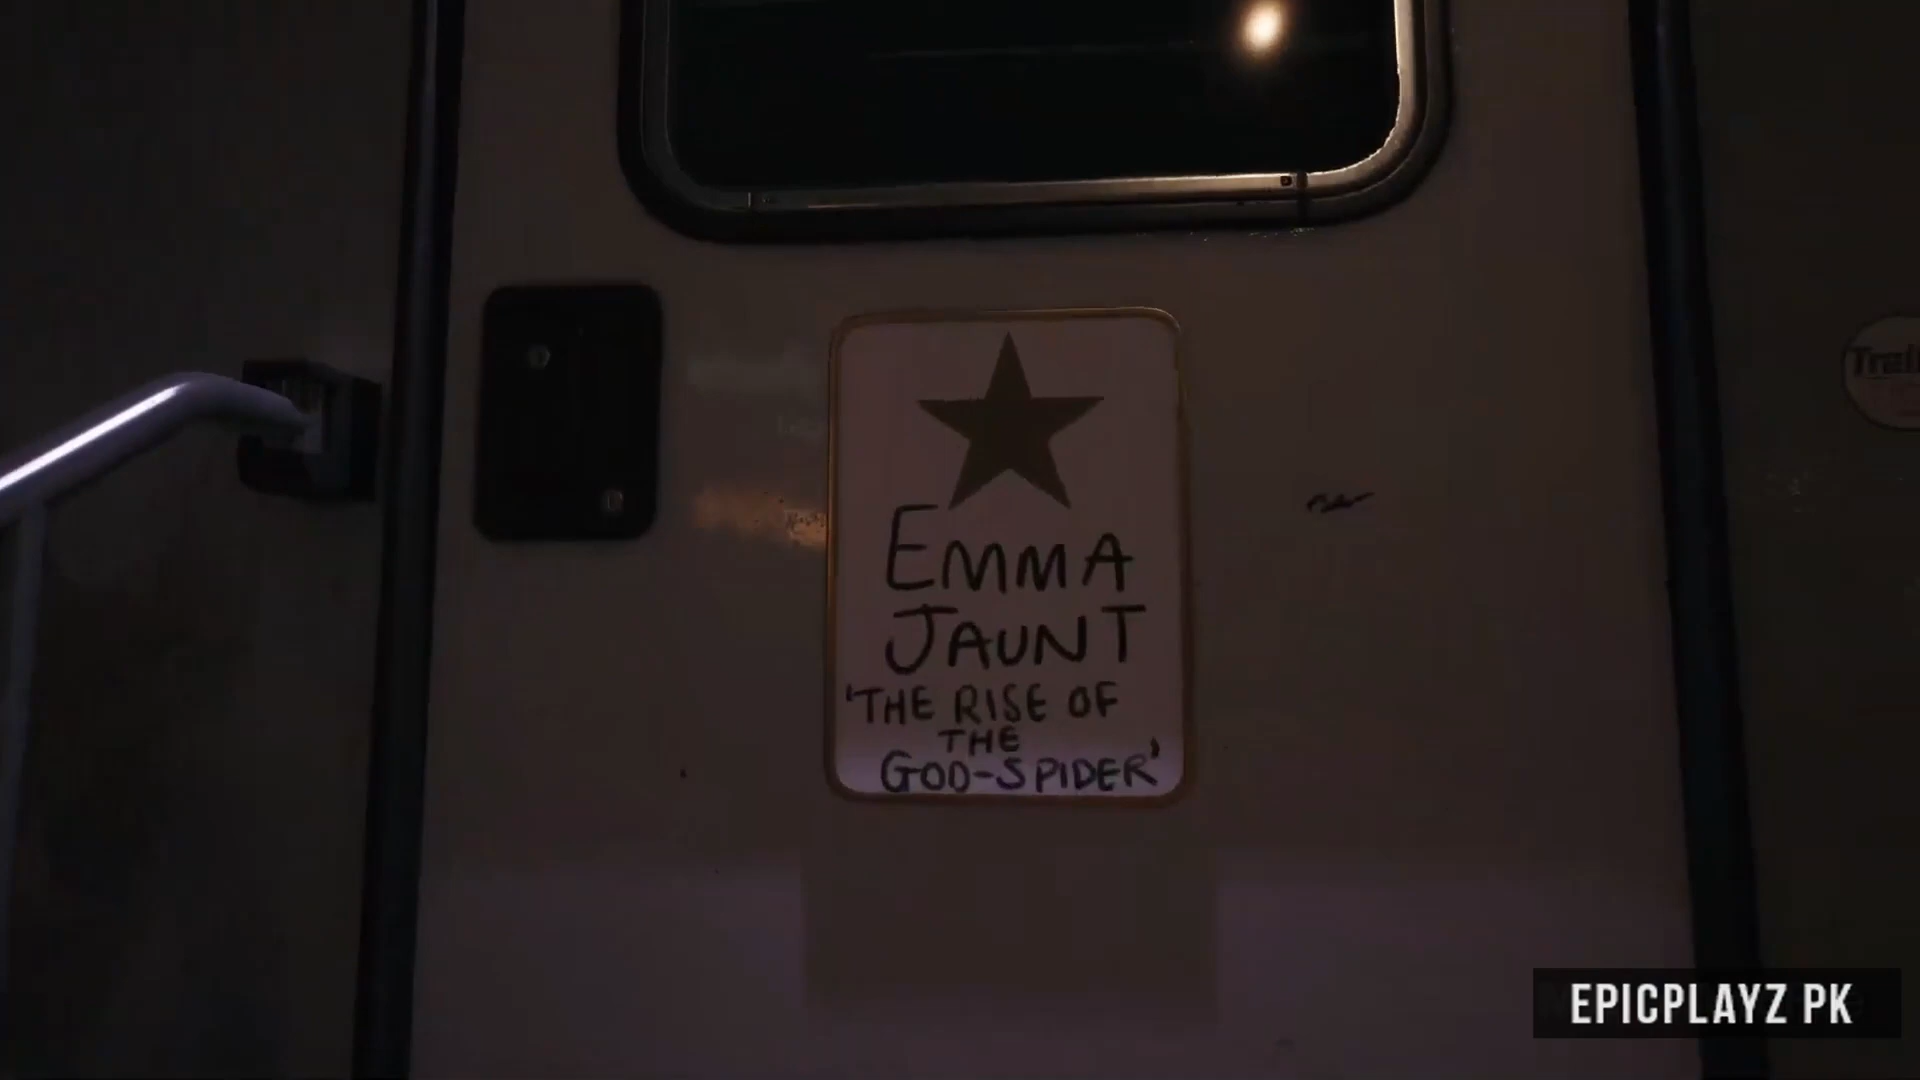 EMMA
JAUNT
'THE RISE OF
THE
GOD-SPIDER'
EPICPLAYZ PK